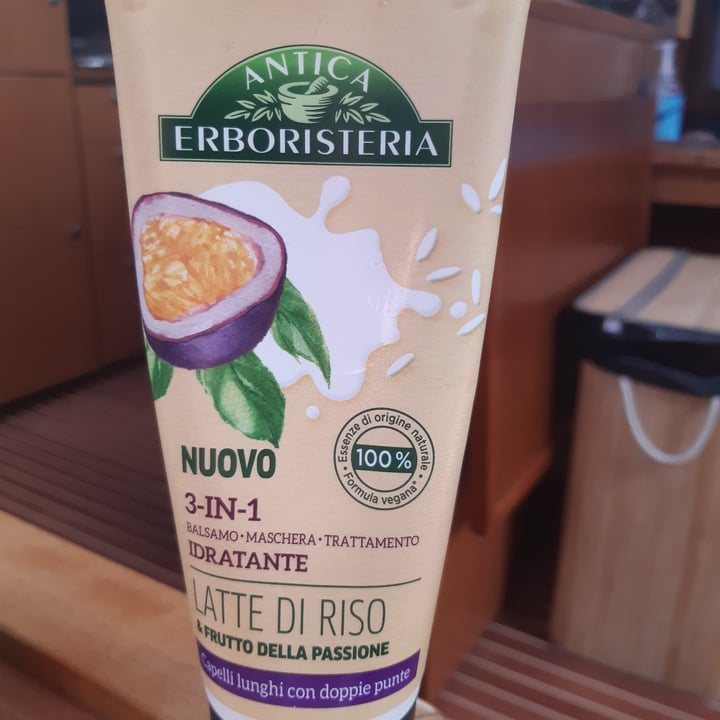 ANTICA
ERBORISTERIA
NUOVO
Essenze di origine naturale
100%
• Formula vegana* •
3-IN-1
BALSAMO • MASCHERA • TRATTAMENTO
IDRATANTE
LATTE DI RISO
& FRUTTO DELLA PASSIONE
Capelli lunghi con doppie punte